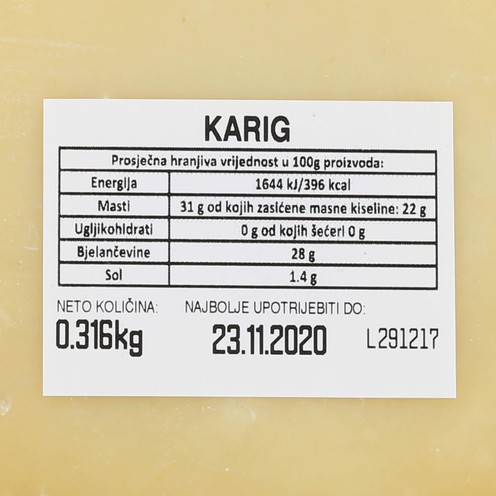 KARIG
Prosječna hranjiva vrijednost u 100g proizvoda:
Energija 1644 kJ/396 kcal
Masti 31 g od kojih zasićene masne kiseline: 22 g
Ugljikohidrati 0 g od kojih šećeri 0 g
Bjelančevine 28 g
Sol 1.4 g
NETO KOLIČINA: NAJBOLJE UPOTRIJEBITI DO:
0.316kg 23.11.2020 L291217